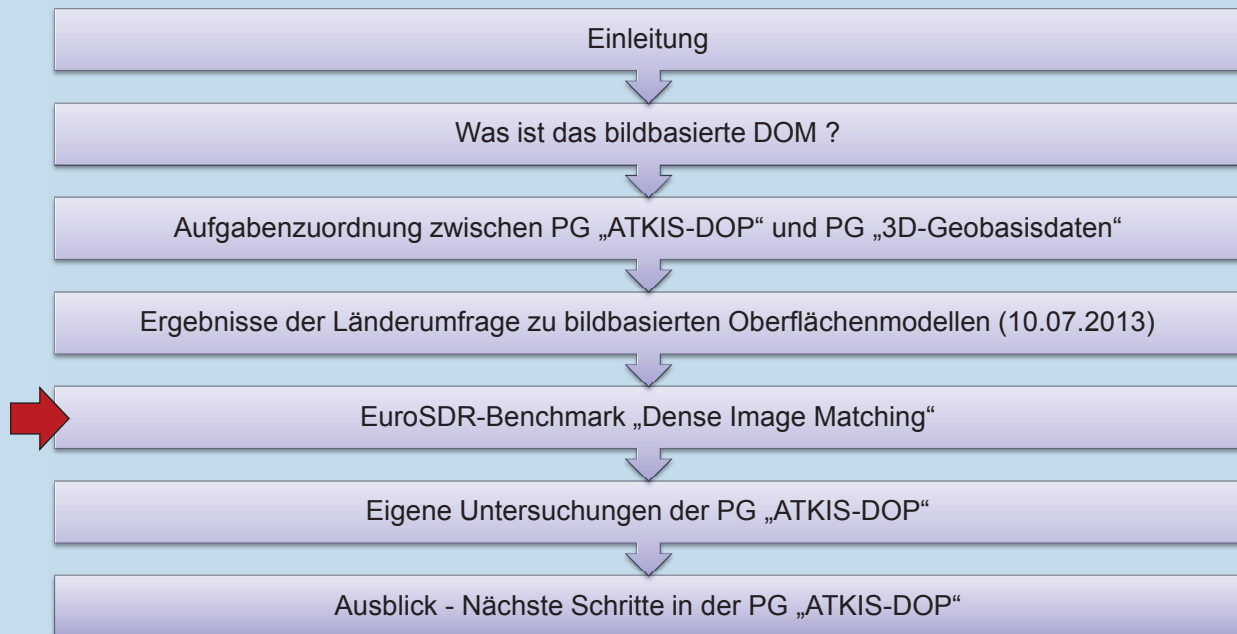 Einleitung
Was ist das bildbasierte DOM ?
Aufgabenzuordnung zwischen PG „ATKIS-DOP“ und PG „3D-Geobasisdaten“
Ergebnisse der Länderumfrage zu bildbasierten Oberflächenmodellen (10.07.2013)
EuroSDR-Benchmark „Dense Image Matching“
Eigene Untersuchungen der PG „ATKIS-DOP“
Ausblick - Nächste Schritte in der PG „ATKIS-DOP“